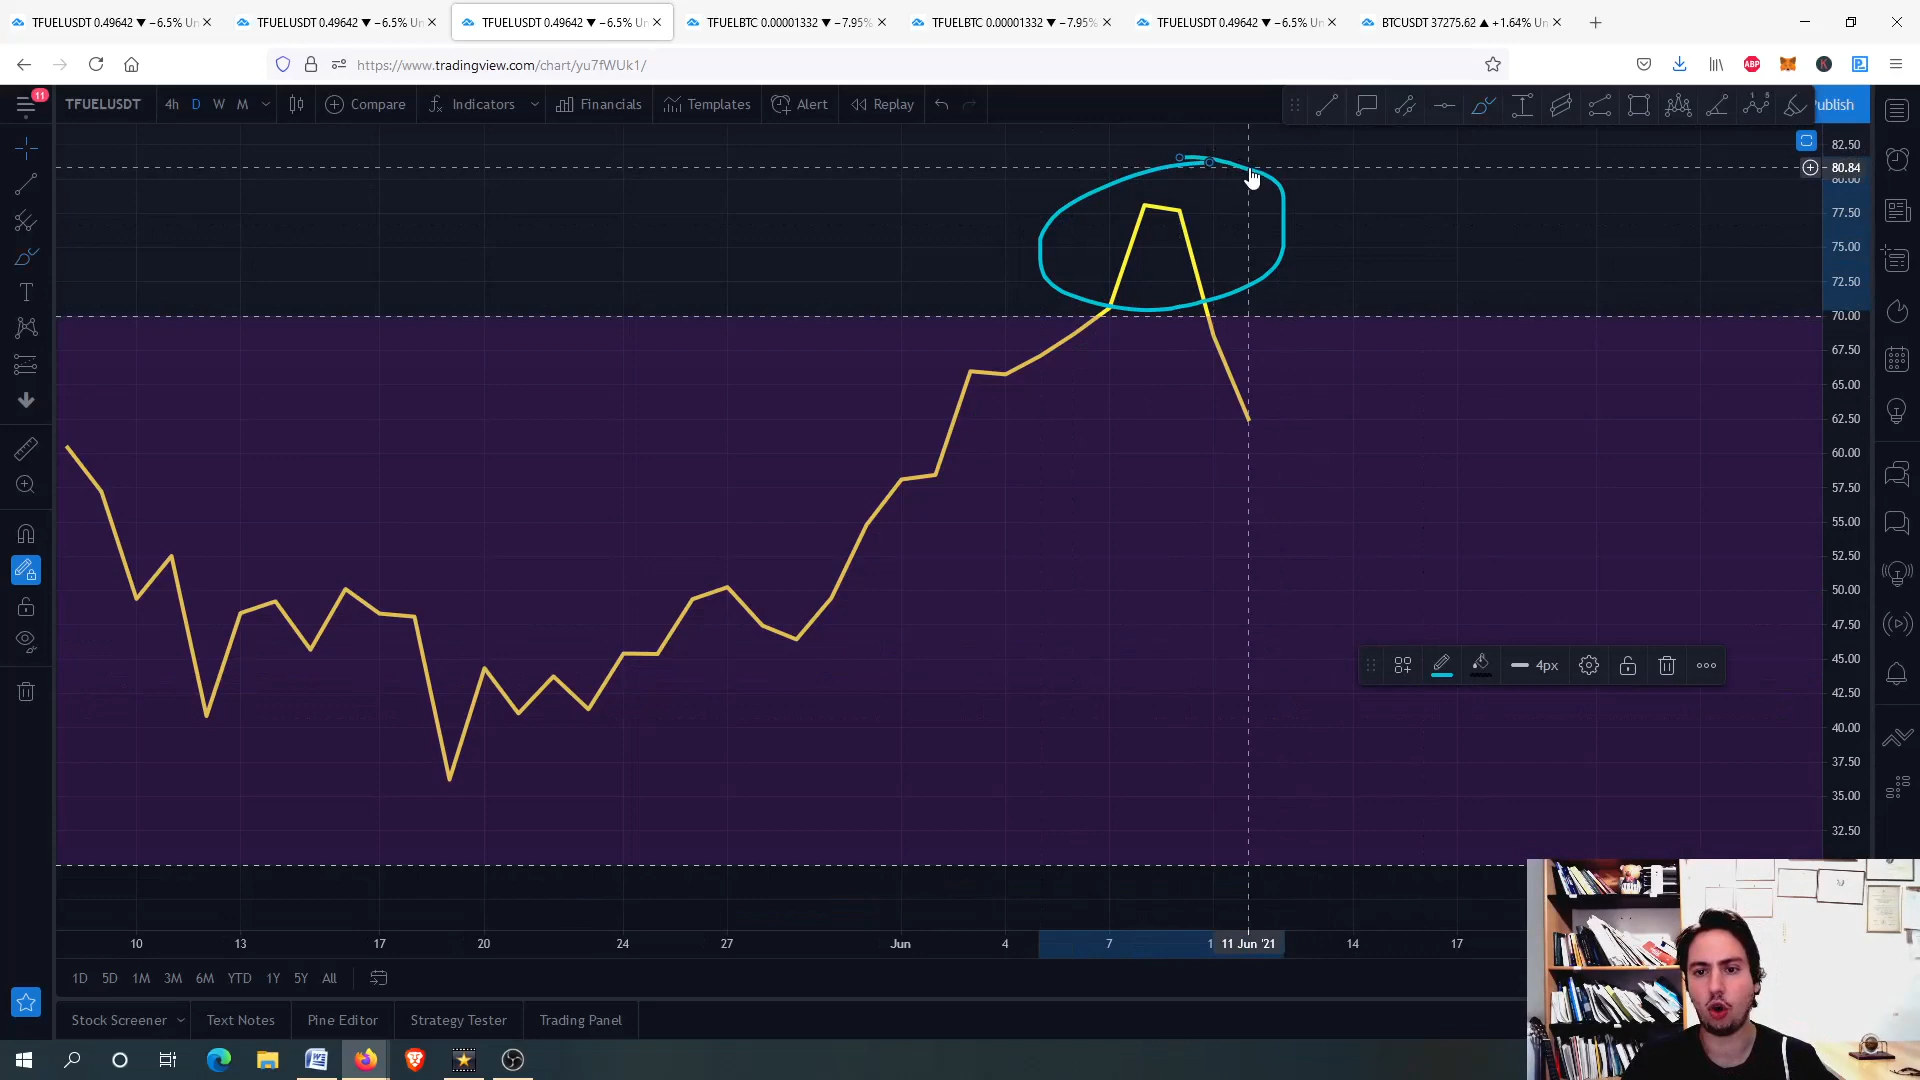 TFUELUSDT 0.49642 ▼ −6.5% Un
TFUELUSDT 0.49642 ▼ −6.5% Un
TFUELUSDT 0.49642 ▼ −6.5% Un
TFUELBTC 0.00001332 ▼ −7.95%
TFUELBTC 0.00001332 ▼ −7.95%
TFUELUSDT 0.49642 ▼ −6.5% Un
BTCUSDT 37275.62 ▲ +1.64% Un
https://www.tradingview.com/chart/yu7fWUk1/
ABP
K
11
TFUELUSDT
4h
D
W
M
Compare
Indicators
Financials
Templates
Alert
Replay
ublish
82.50
80.84
80.00
77.50
75.00
72.50
70.00
67.50
65.00
62.50
60.00
57.50
55.00
52.50
50.00
47.50
45.00
42.50
40.00
37.50
35.00
32.50
4px
10
13
17
20
24
27
Jun
4
7
1
11 Jun '21
14
17
1D
5D
1M
3M
6M
YTD
1Y
5Y
All
Stock Screener
Text Notes
Pine Editor
Strategy Tester
Trading Panel